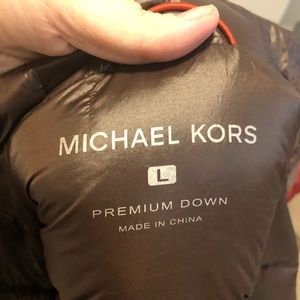 MICHAEL KORS
L
PREMIUM DOWN
MADE IN CHINA